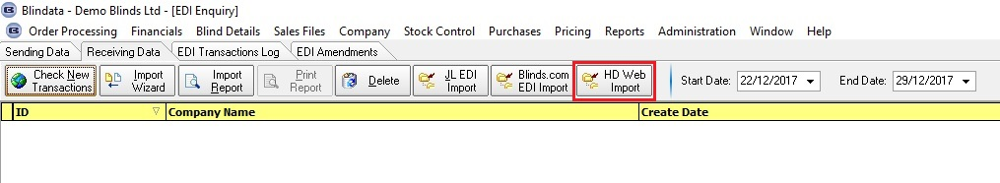 Blindata - Demo Blinds Ltd - [EDI Enquiry]
Order Processing Financials Blind Details Sales Files Company Stock Control Purchases Pricing Reports Administration Window Help
Sending Data Receiving Data EDI Transactions Log EDI Amendments
Check New Transactions
Import Wizard
Import Report
Print Report
Delete
JL EDI Import
Blinds.com EDI Import
HD Web Import
Start Date: 22/12/2017 End Date: 29/12/2017
ID Company Name Create Date